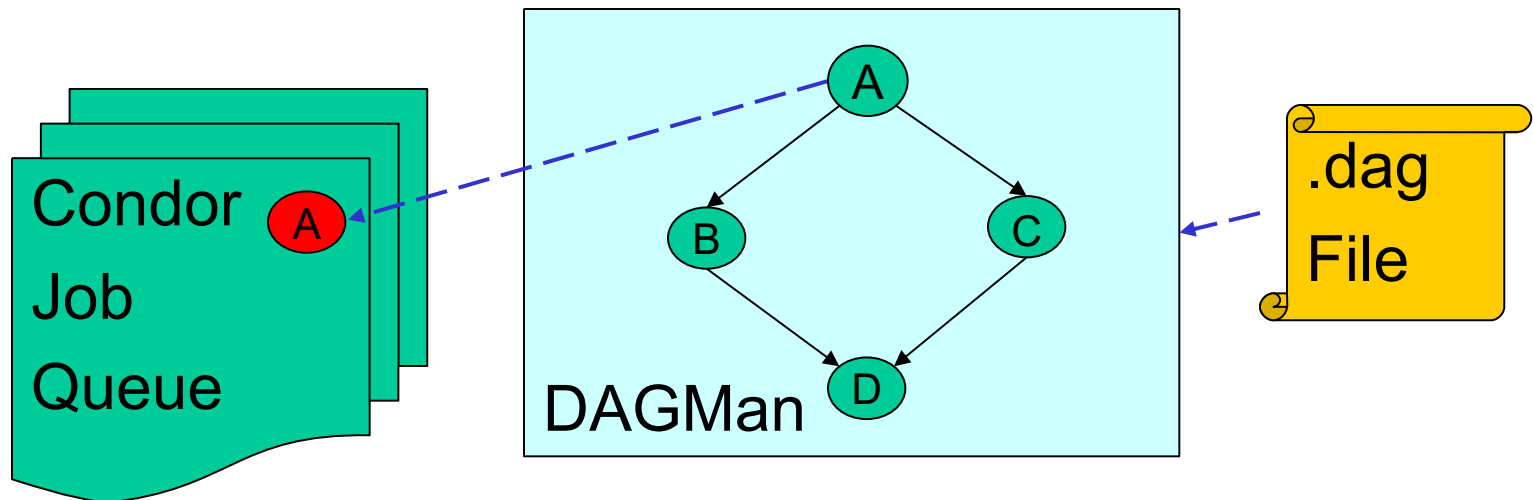 Condor
A
Job
Queue
A
B
C
D
DAGMan
.dag
File